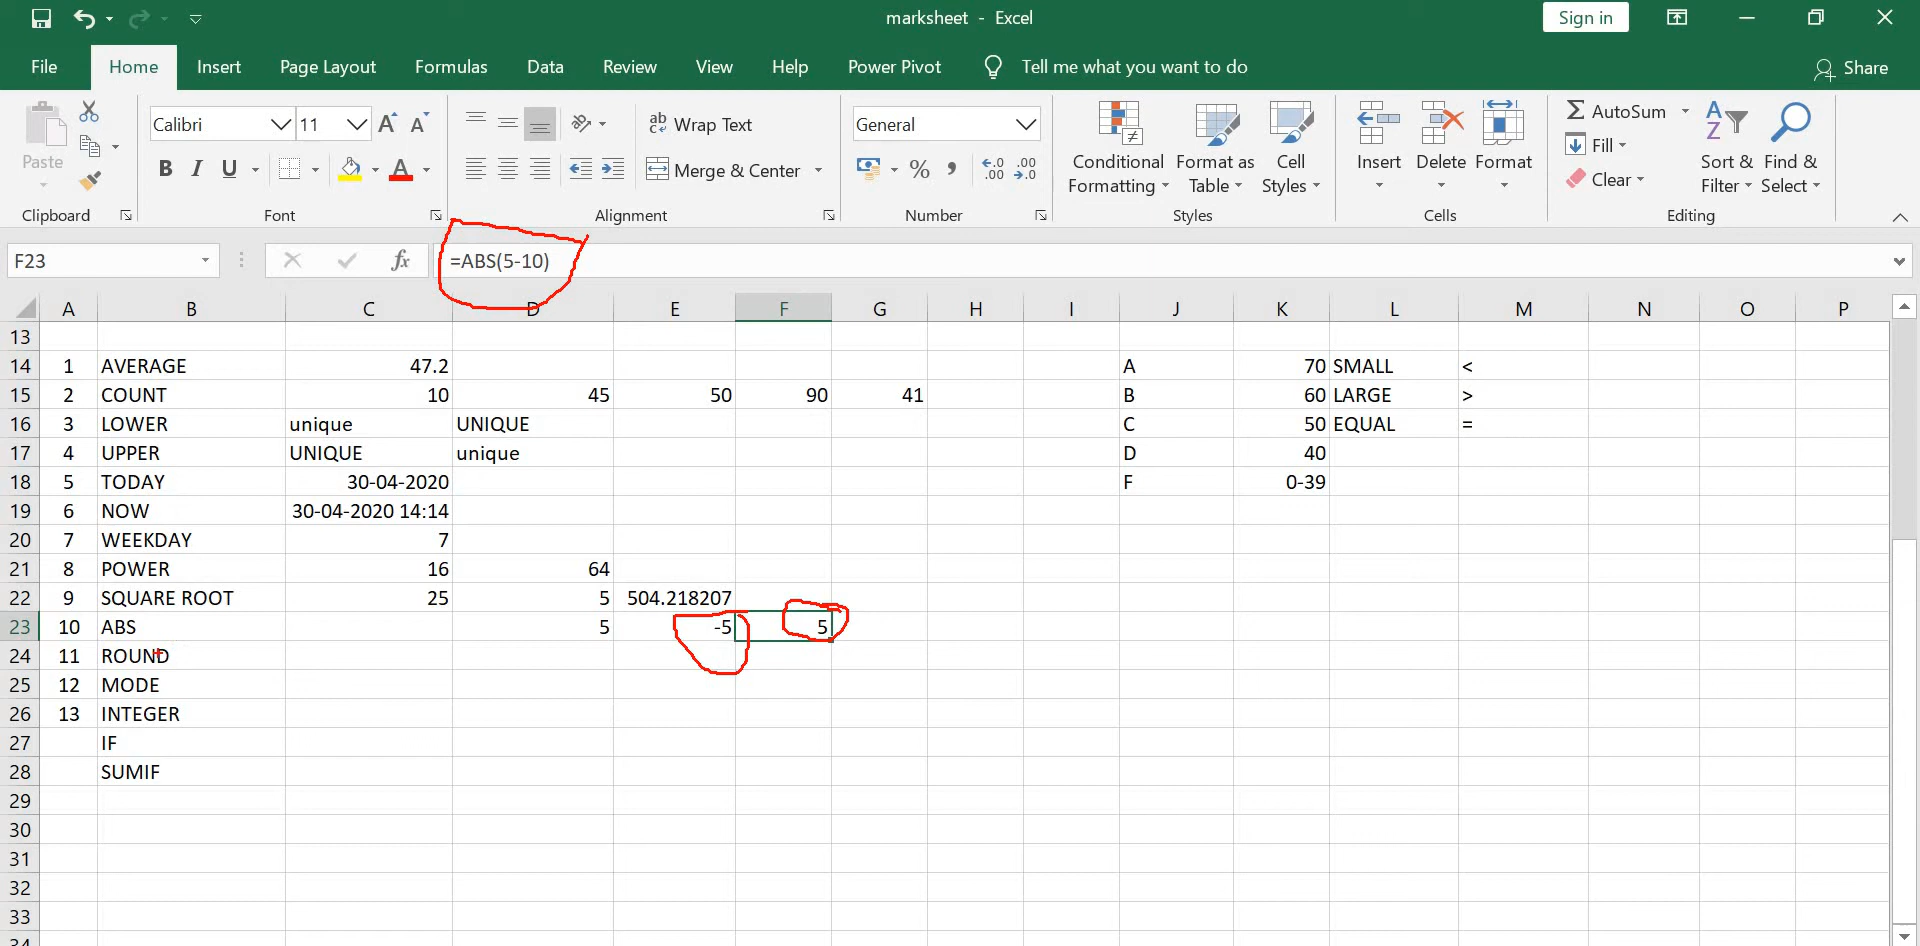 marksheet - Excel
Sign in
File Home Insert Page Layout Formulas Data Review View Help Power Pivot Tell me what you want to do Share
Paste
Calibri 11
B I U
Wrap Text
Merge & Center
General
Conditional Formatting
Format as Table
Cell Styles
Insert
Delete
Format
AutoSum
Fill
Clear
Sort & Filter
Find & Select
Clipboard Font Alignment Number Styles Cells Editing
F23 fx =ABS(5-10)
A B C D E F G H I J K L M N O P
13
14 1 AVERAGE 47.2 A 70 SMALL <
15 2 COUNT 10 45 50 90 41 B 60 LARGE >
16 3 LOWER unique UNIQUE C 50 EQUAL =
17 4 UPPER UNIQUE unique D 40
18 5 TODAY 30-04-2020 F 0-39
19 6 NOW 30-04-2020 14:14
20 7 WEEKDAY 7
21 8 POWER 16 64
22 9 SQUARE ROOT 25 5 504.218207
23 10 ABS 5 -5 5
24 11 ROUND
25 12 MODE
26 13 INTEGER
27 IF
28 SUMIF
29
30
31
32
33
34